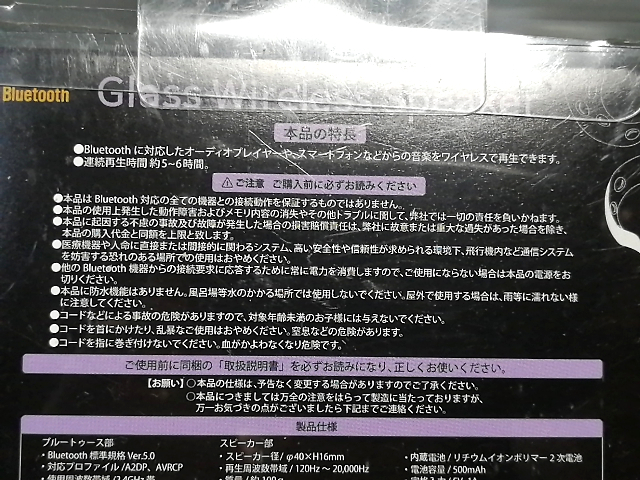 Bluetooth
Glass Wireless Speaker
本品の特長
●Bluetooth に対応したオーディオプレイヤーや、スマートフォンなどからの音楽をワイヤレスで再生できます。
●連続再生時間 約5~6時間。
⚠ご注意 ご購入前に必ずお読みください
●本品は Bluetooth 対応の全ての機器との接続動作を保証するものではありません。
●本品の使用上発生した動作障害およびメモリ内容の消失やその他トラブルに関して、弊社では一切の責任を負いかねます。
●本品に起因する不慮の事故及び故障が発生した場合の損害賠償責任は、弊社に故意または重大な過失があった場合を除き、
本品の購入代金と同額を上限と致します。
●医療機器や人命に直接または間接的に関わるシステム、高い安全性や信頼性が求められる環境下、飛行機内など通信システム
を妨害する恐れのある場所でのご使用はおやめください。
●他の Bluetooth 機器からの接続要求に応答するために常に電力を消費しますので、ご使用にならない場合は本品の電源をお
切りください。
●本品に防水機能はありません。風呂場等水のかかる場所では使用しないでください。屋外で使用する場合は、雨等に濡れない様
に注意してください。
●コードなどによる事故の危険がありますので、対象年齢未満のお子様には与えないでください。
●コードを首にかけたり、乱暴なご使用はおやめください。窒息などの危険があります。
●コードを指に巻き付けないでください。血がかよわなくなり危険です。
ご使用前に同梱の「取扱説明書」を必ずお読みになり、正しくお使いください。
【お願い】○本品の仕様は、予告なく変更する場合がありますのでご了承ください。
○本品につきましては万全の注意をはらって製造に当たっておりますが、
万一お気づきの点がございましたら下記までご連絡ください。
製品仕様
ブルートゥース部
・Bluetooth 標準規格 Ver.5.0
・対応プロファイル /A2DP、AVRCP
・使用周波数帯域 /2.4GHz 帯
スピーカー部
・スピーカー径 / φ40×H16mm
・再生周波数帯域 / 120Hz ~ 20,000Hz
・質量 / 約 100g
・内蔵電池 / リチウムイオンポリマー 2 次電池
・電池容量 / 500mAh